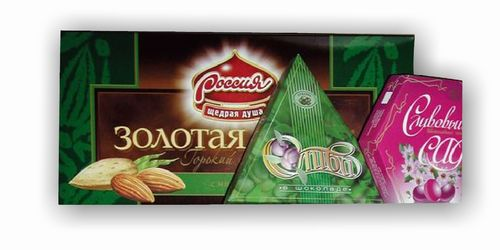 Россия
ЩЕДРАЯ ДУША
ЗОЛОТАЯ
Горький
Слива
в шоколаде
Сливовый
сад